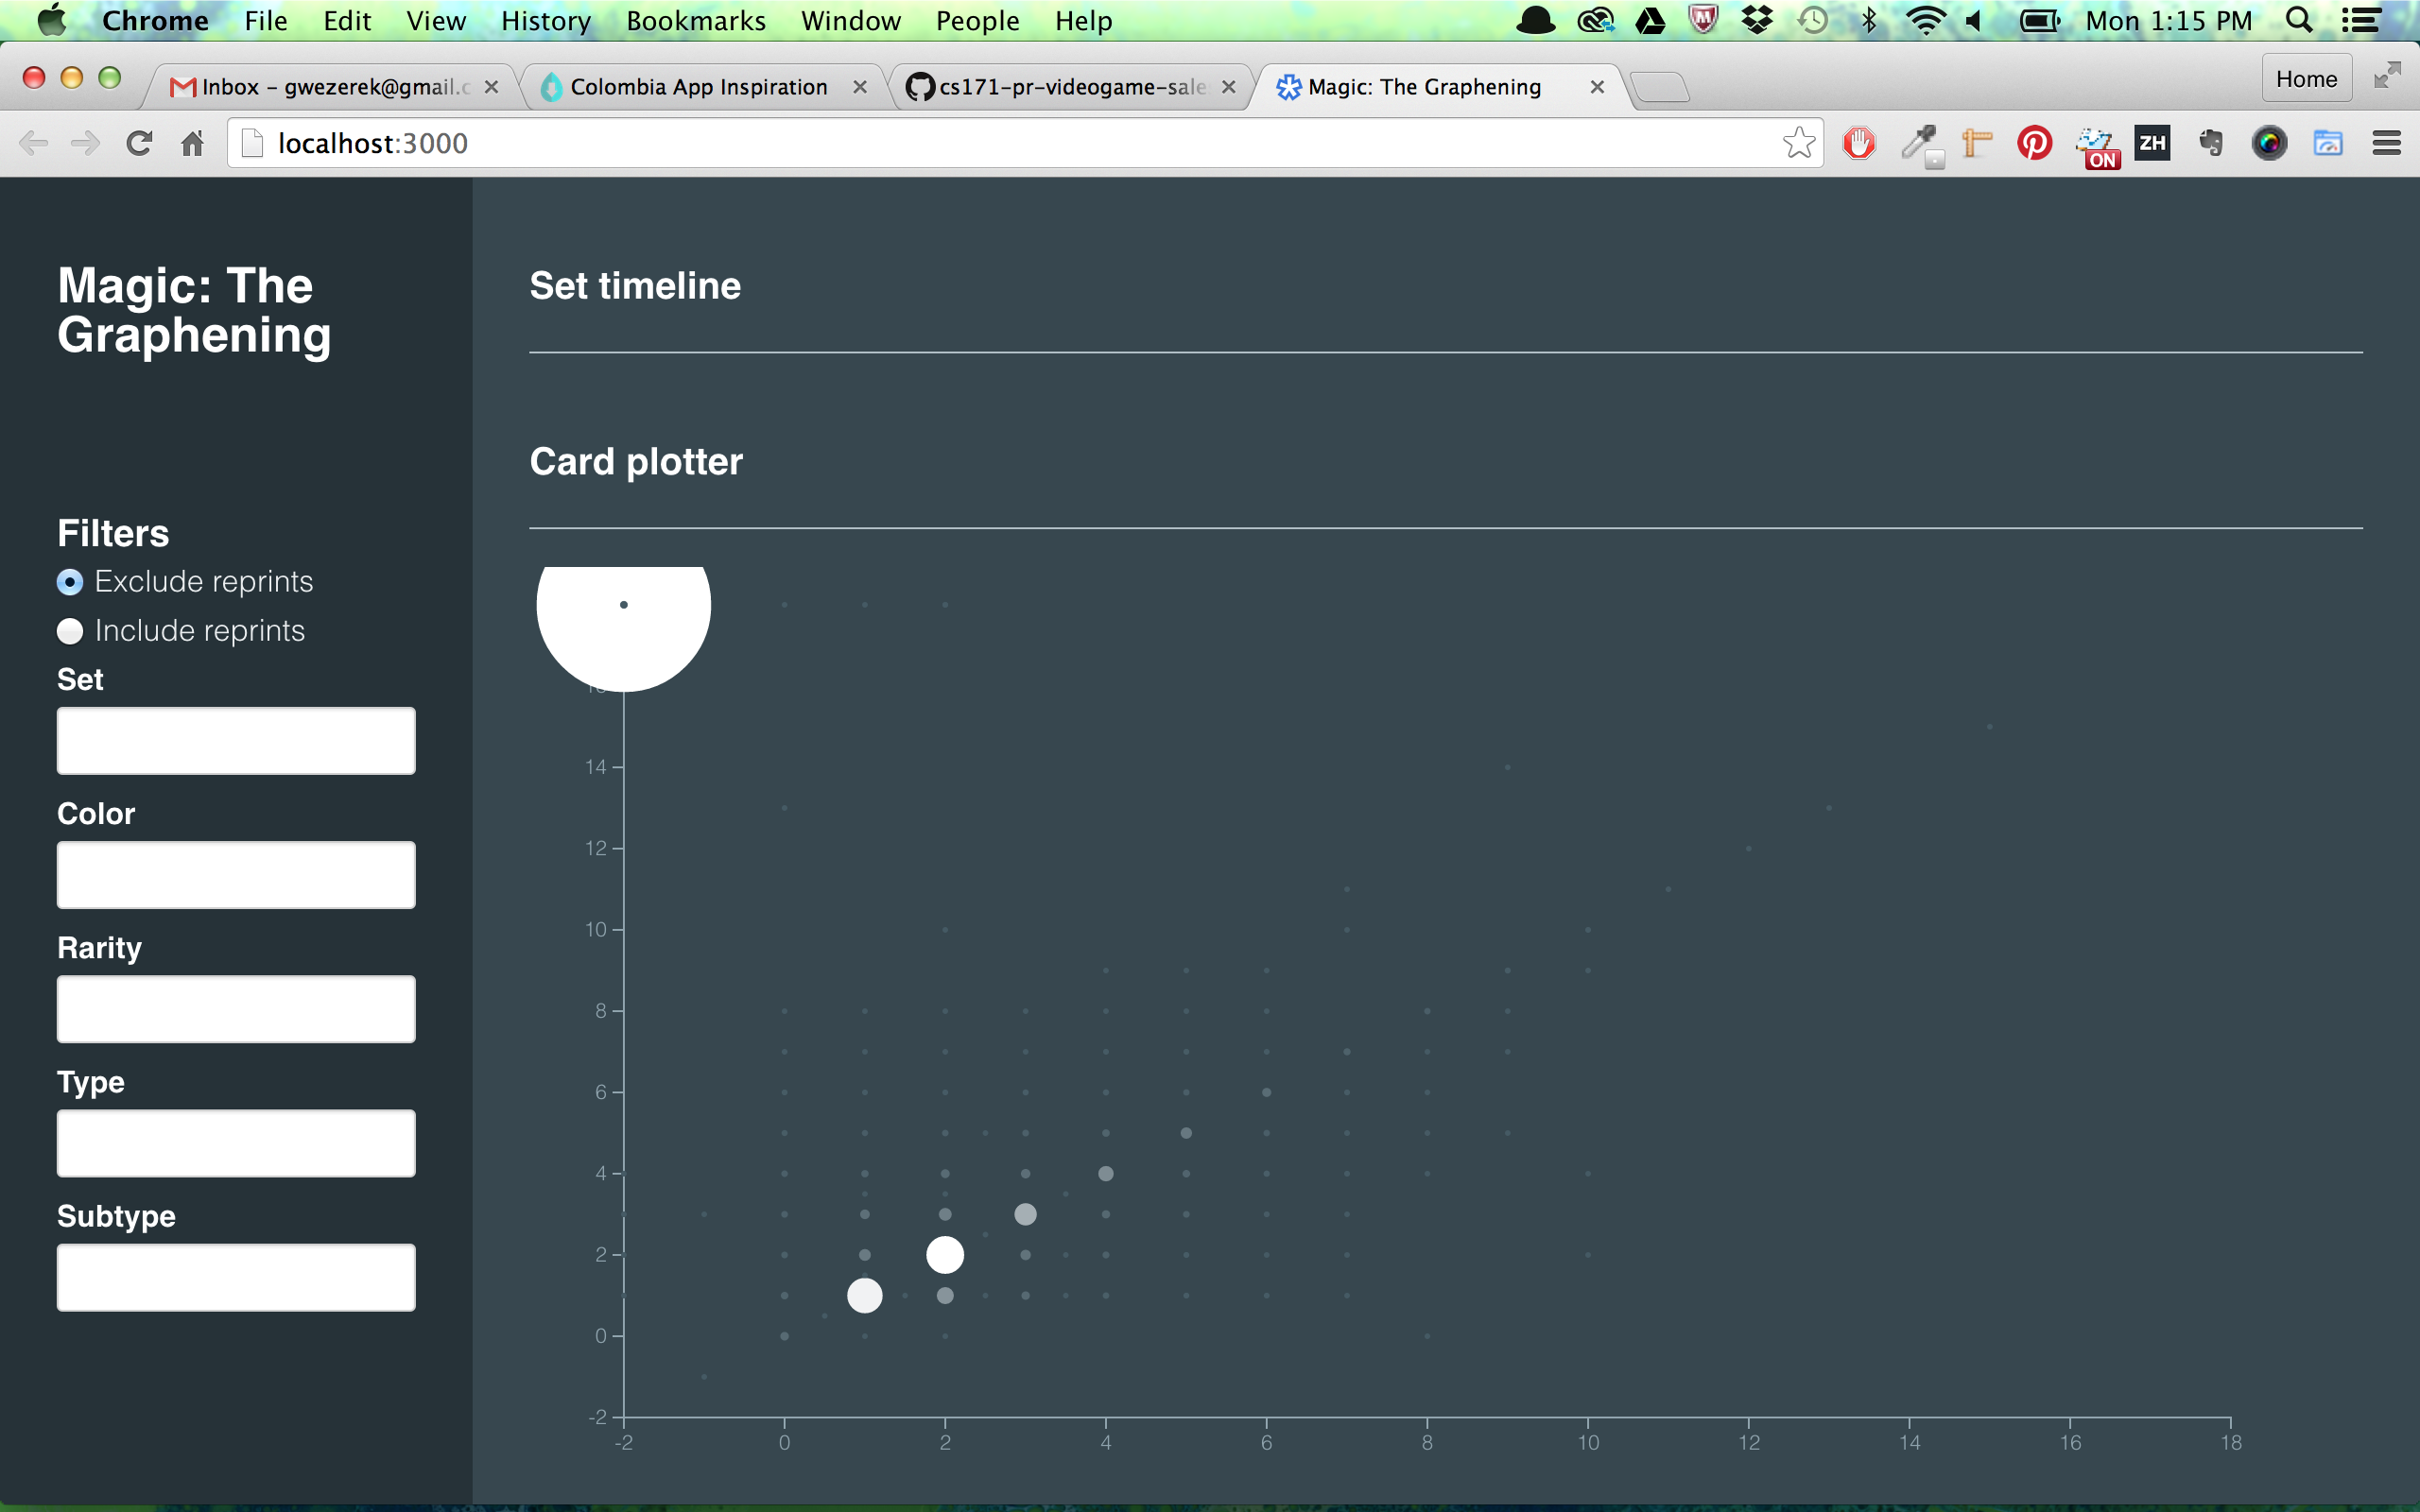 Chrome File Edit View History Bookmarks Window People Help Mon 1:15 PM
Inbox – gwezerek@gmail.c Colombia App Inspiration cs171-pr-videogame-sale Magic: The Graphening Home
localhost:3000 ZH ON
Magic: The
Graphening
Filters
Exclude reprints
Include reprints
Set
Color
Rarity
Type
Subtype
Set timeline
Card plotter
14
12
10
8
6
4
2
0
-2
-2 0 2 4 6 8 10 12 14 16 18